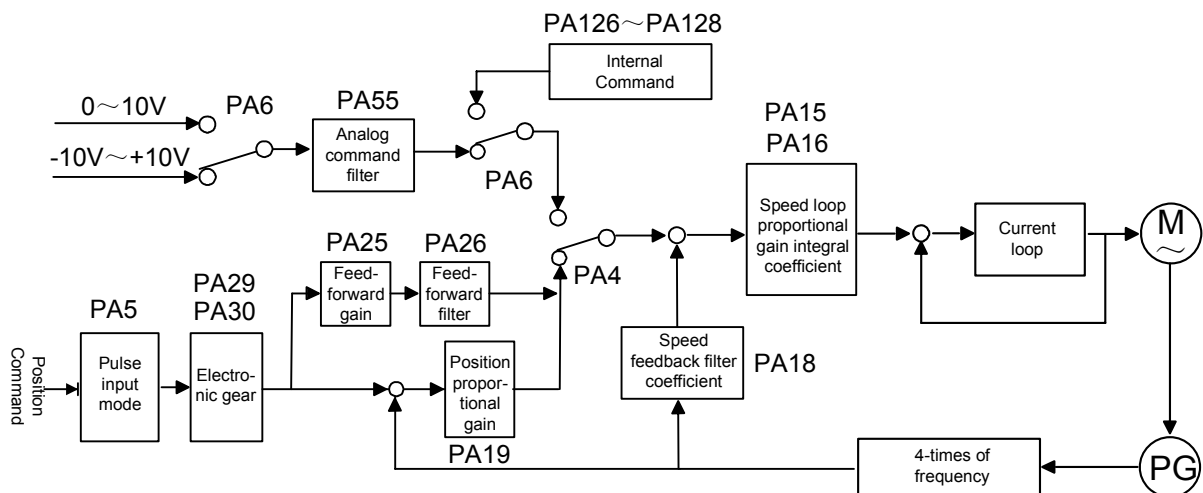 PA126～PA128
Internal
Command
0～10V
PA6
PA55
-10V～+10V
Analog
command
filter
PA6
PA15
PA16
Speed loop
proportional
gain integral
coefficient
Current
loop
M
～
PA25
PA26
PA4
Feed-
forward
gain
Feed-
forward
filter
PA29
PA30
PA5
Position
Command
Pulse
input
mode
Electro-
nic gear
Position
propor-
tional
gain
PA19
Speed
feedback filter
coefficient
PA18
4-times of
frequency
PG